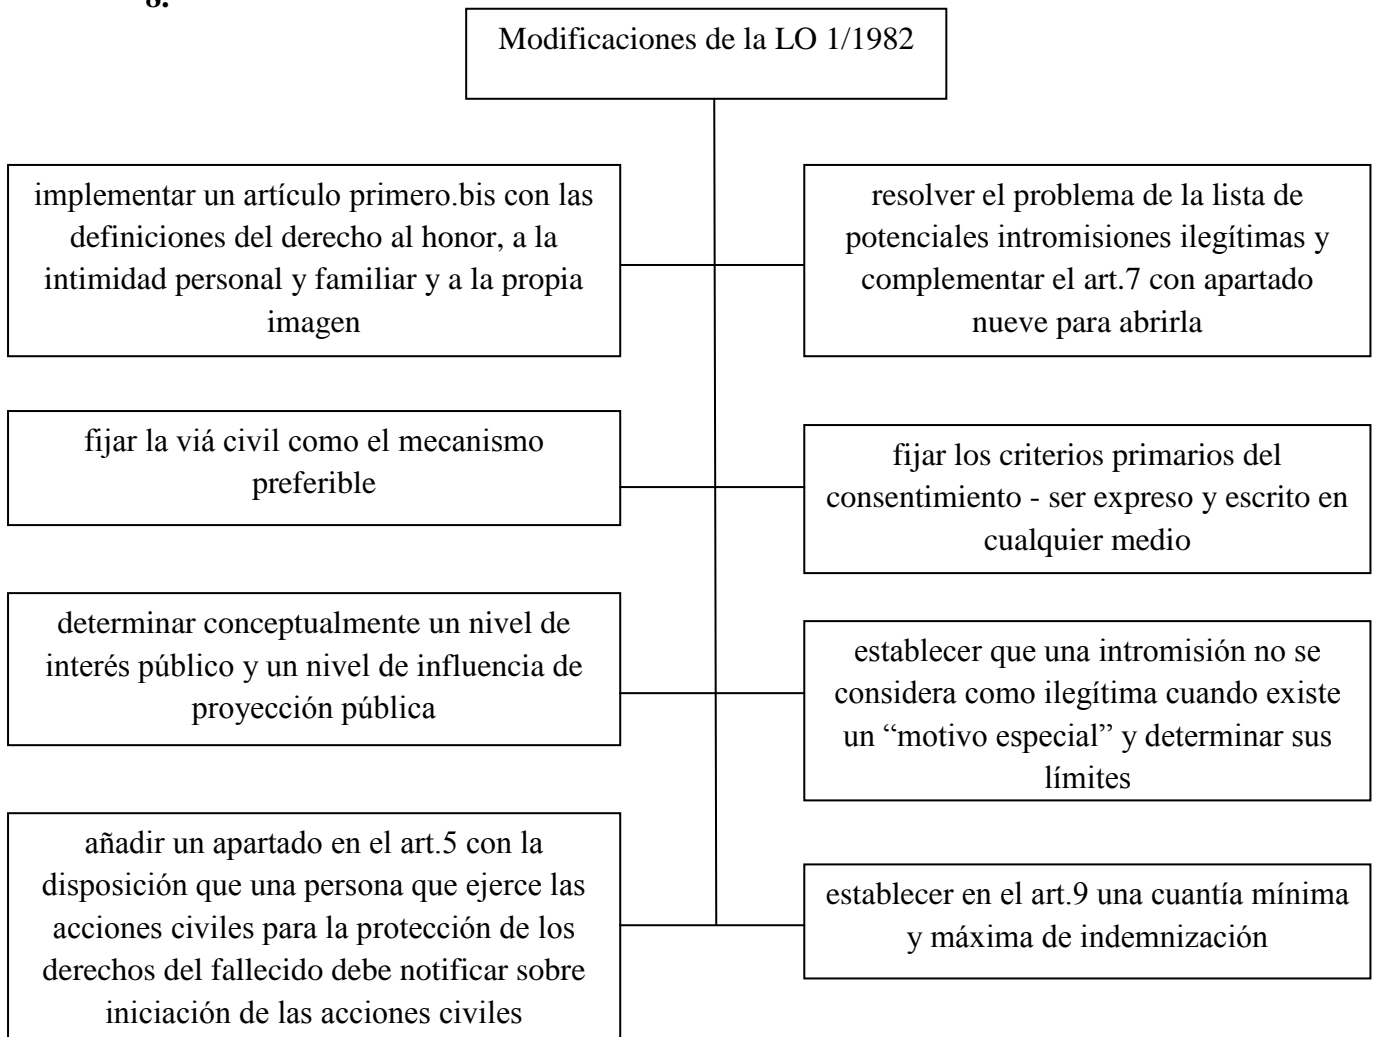 8.
Modificaciones de la LO 1/1982
implementar un artículo primero.bis con las
definiciones del derecho al honor, a la
intimidad personal y familiar y a la propia
imagen
resolver el problema de la lista de
potenciales intromisiones ilegítimas y
complementar el art.7 con apartado
nueve para abrirla
fijar la viá civil como el mecanismo
preferible
fijar los criterios primarios del
consentimiento - ser expreso y escrito en
cualquier medio
determinar conceptualmente un nivel de
interés público y un nivel de influencia de
proyección pública
establecer que una intromisión no se
considera como ilegítima cuando existe
un “motivo especial” y determinar sus
límites
añadir un apartado en el art.5 con la
disposición que una persona que ejerce las
acciones civiles para la protección de los
derechos del fallecido debe notificar sobre
iniciación de las acciones civiles
establecer en el art.9 una cuantía mínima
y máxima de indemnización